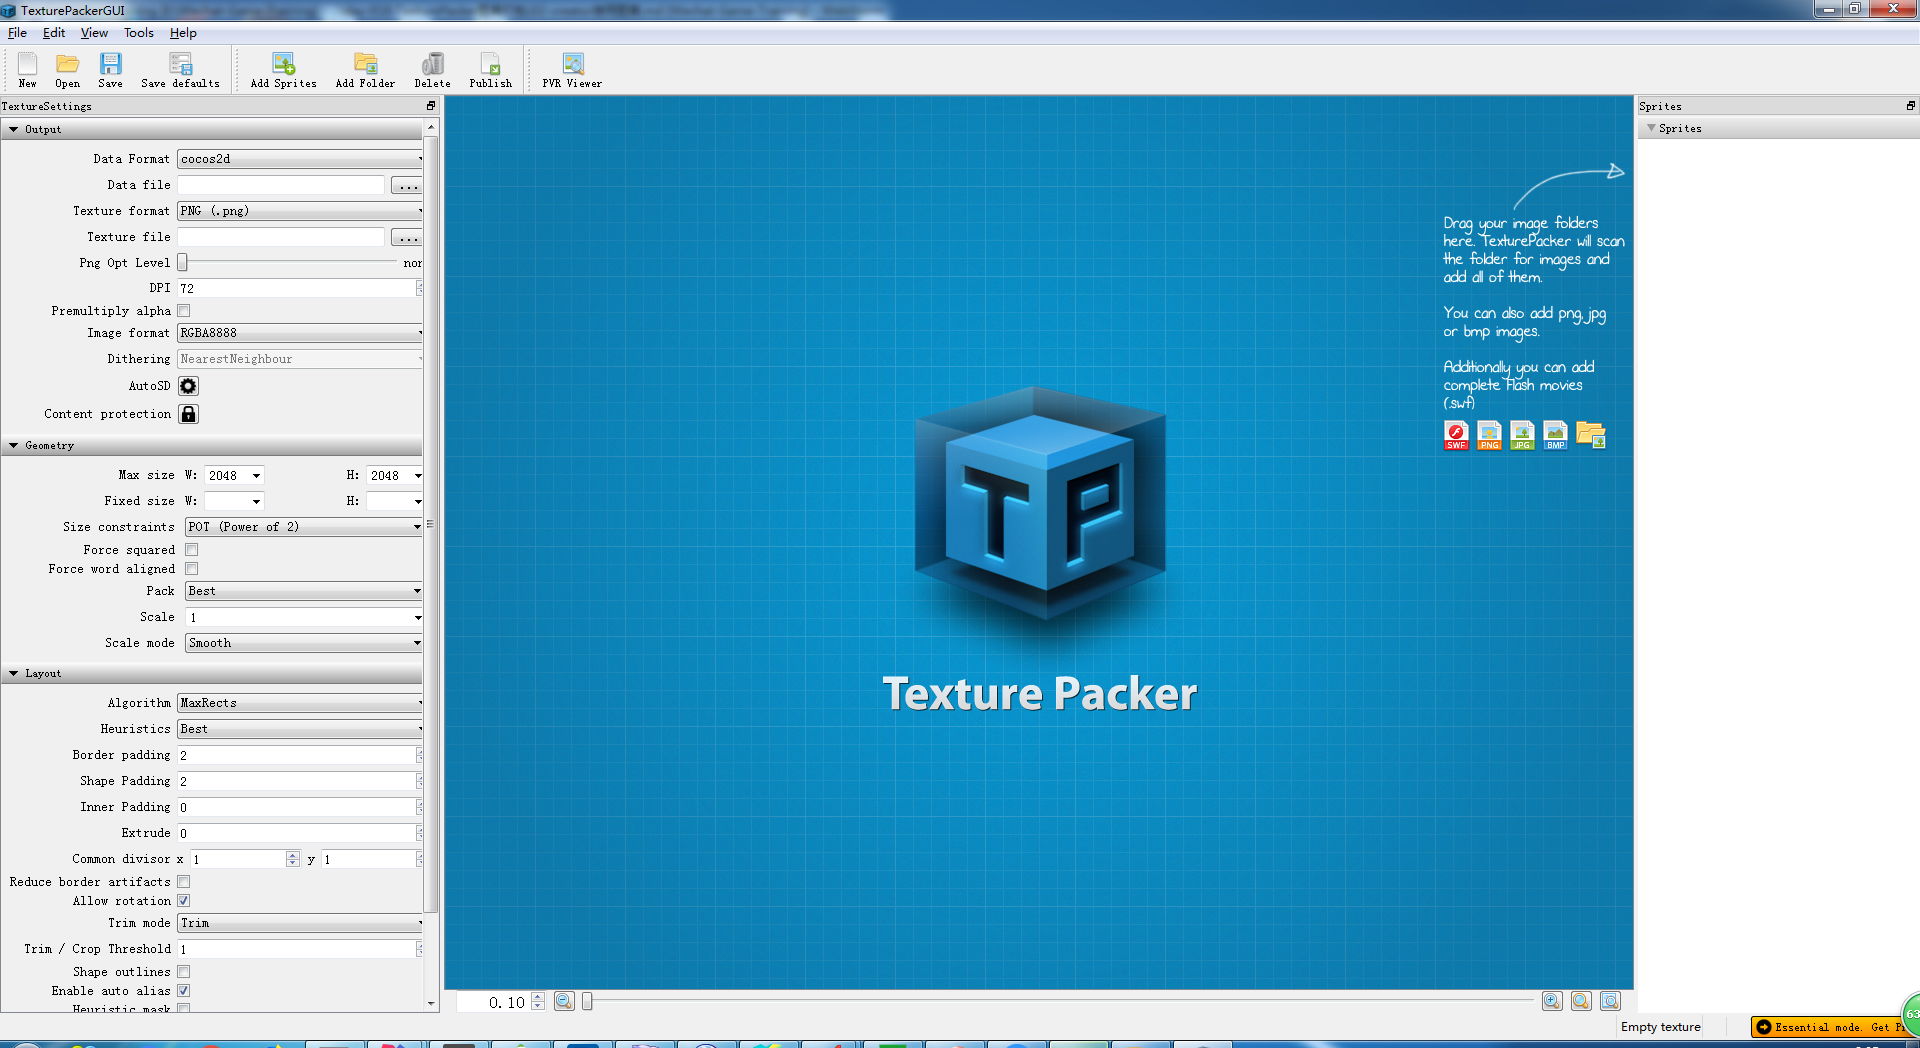 TexturePackerGUI
File Edit View Tools Help
New Open Save Save defaults Add Sprites Add Folder Delete Publish PVR Viewer
TextureSettings
Output
Data Format cocos2d
Data file ...
Texture format PNG (.png)
Texture file ...
Png Opt Level nor
DPI 72
Premultiply alpha
Image format RGBA8888
Dithering NearestNeighbour
AutoSD
Content protection
Geometry
Max size W: 2048 H: 2048
Fixed size W: H:
Size constraints POT (Power of 2)
Force squared
Force word aligned
Pack Best
Scale 1
Scale mode Smooth
Layout
Algorithm MaxRects
Heuristics Best
Border padding 2
Shape Padding 2
Inner Padding 0
Extrude 0
Common divisor x 1 y 1
Reduce border artifacts
Allow rotation
Trim mode Trim
Trim / Crop Threshold 1
Shape outlines
Enable auto alias
Heuristic mask
TP
Texture Packer
0.10
Drag your image folders
here. TexturePacker will scan
the folder for images and
add all of them.
You can also add png, jpg
or bmp images.
Additionally you can add
complete Flash movies
(.swf)
SWF PNG JPG BMP
Sprites
Sprites
Empty texture
Essential mode. Get P
63